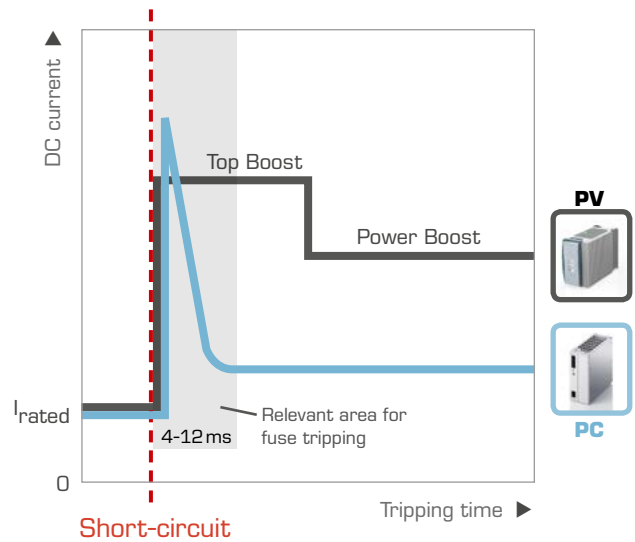 DC current ▲
Top Boost
Power Boost
PV
I rated
Relevant area for
fuse tripping
4-12 ms
PC
0
Tripping time ▶
Short-circuit